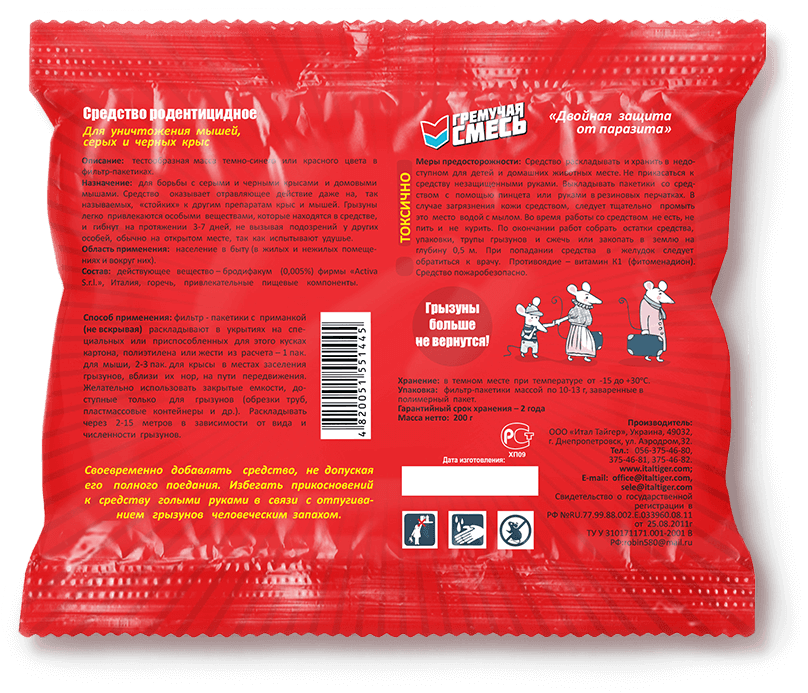 Средство родентицидное
Для уничтожения мышей,
серых и черных крыс
Описание: тестообразная масса темно-синего или красного цвета в
фильтр-пакетиках.
Назначение: для борьбы с серыми и черными крысами и домовыми
мышами. Средство оказывает отравляющее действие даже на, так
называемых, «стойких» к другим препаратам крыс и мышей. Грызуны
легко привлекаются особыми веществами, которые находятся в средстве,
и гибнут на протяжении 3-7 дней, не вызывая подозрений у других
особей, обычно на открытом месте, так как испытывают удушье.
Область применения: население в быту (в жилых и нежилых помеще-
ниях и вокруг них).
Состав: действующее вещество – бродифакум (0,005%) фирмы «Activa
S.r.l.», Италия, горечь, привлекательные пищевые компоненты.
Способ применения: фильтр - пакетики с приманкой
(не вскрывая) раскладывают в укрытиях на спе-
циальных или приспособленных для этого кусках
картона, полиэтилена или жести из расчета – 1 пак.
для мыши, 2-3 пак. для крысы в местах заселения
грызунов, вблизи их нор, на пути передвижения.
Желательно использовать закрытые емкости, до-
ступные только для грызунов (обрезки труб,
пластмассовые контейнеры и др.). Раскладывать
через 2-15 метров в зависимости от вида и
численности грызунов.
4820051551445
Своевременно добавлять средство, не допуская
его полного поедания. Избегать прикосновений
к средству голыми руками в связи с отпугива-
нием грызунов человеческим запахом.
ГРЕМУЧАЯ
СМЕСЬ
«Двойная защита
от паразита»
ТОКСИЧНО
Меры предосторожности: Средство раскладывать и хранить в недо-
ступном для детей и домашних животных месте. Не прикасаться к
средству незащищенными руками. Выкладывать пакетики со сред-
ством с помощью пинцета или руками в резиновых перчатках. В
случае загрязнения кожи средством, следует тщательно промыть
это место водой с мылом. Во время работы со средством не есть, не
пить и не курить. По окончании работ собрать остатки средства,
упаковки, трупы грызунов и сжечь или закопать в землю на
глубину 0,5 м. При попадании средства в желудок следует
обратиться к врачу. Противоядие – витамин К1 (фитоменадион).
Средство пожаробезопасно.
Грызуны
больше
не вернутся!
Хранение: в темном месте при температуре от -15 до +30°С.
Упаковка: фильтр-пакетики массой по 10-13 г, заваренные в
полимерный пакет.
Гарантийный срок хранения – 2 года
Масса нетто: 200 г
РСТ
ХП09
Дата изготовления:
Производитель:
ООО «Итал Тайгер», Украина, 49032,
г. Днепропетровск, ул. Аэродром,32.
Тел.: 056-375-46-80,
375-46-81, 375-46-82.
www.italtiger.com;
E-mail: office@italtiger.com,
sele@italtiger.com
Свидетельство о государственной
регистрации в
РФ №RU.77.99.88.002.Е.033960.08.11
от 25.08.2011г
ТУ У 310171171.001-2001 В
РФ:robin580@mail.ru